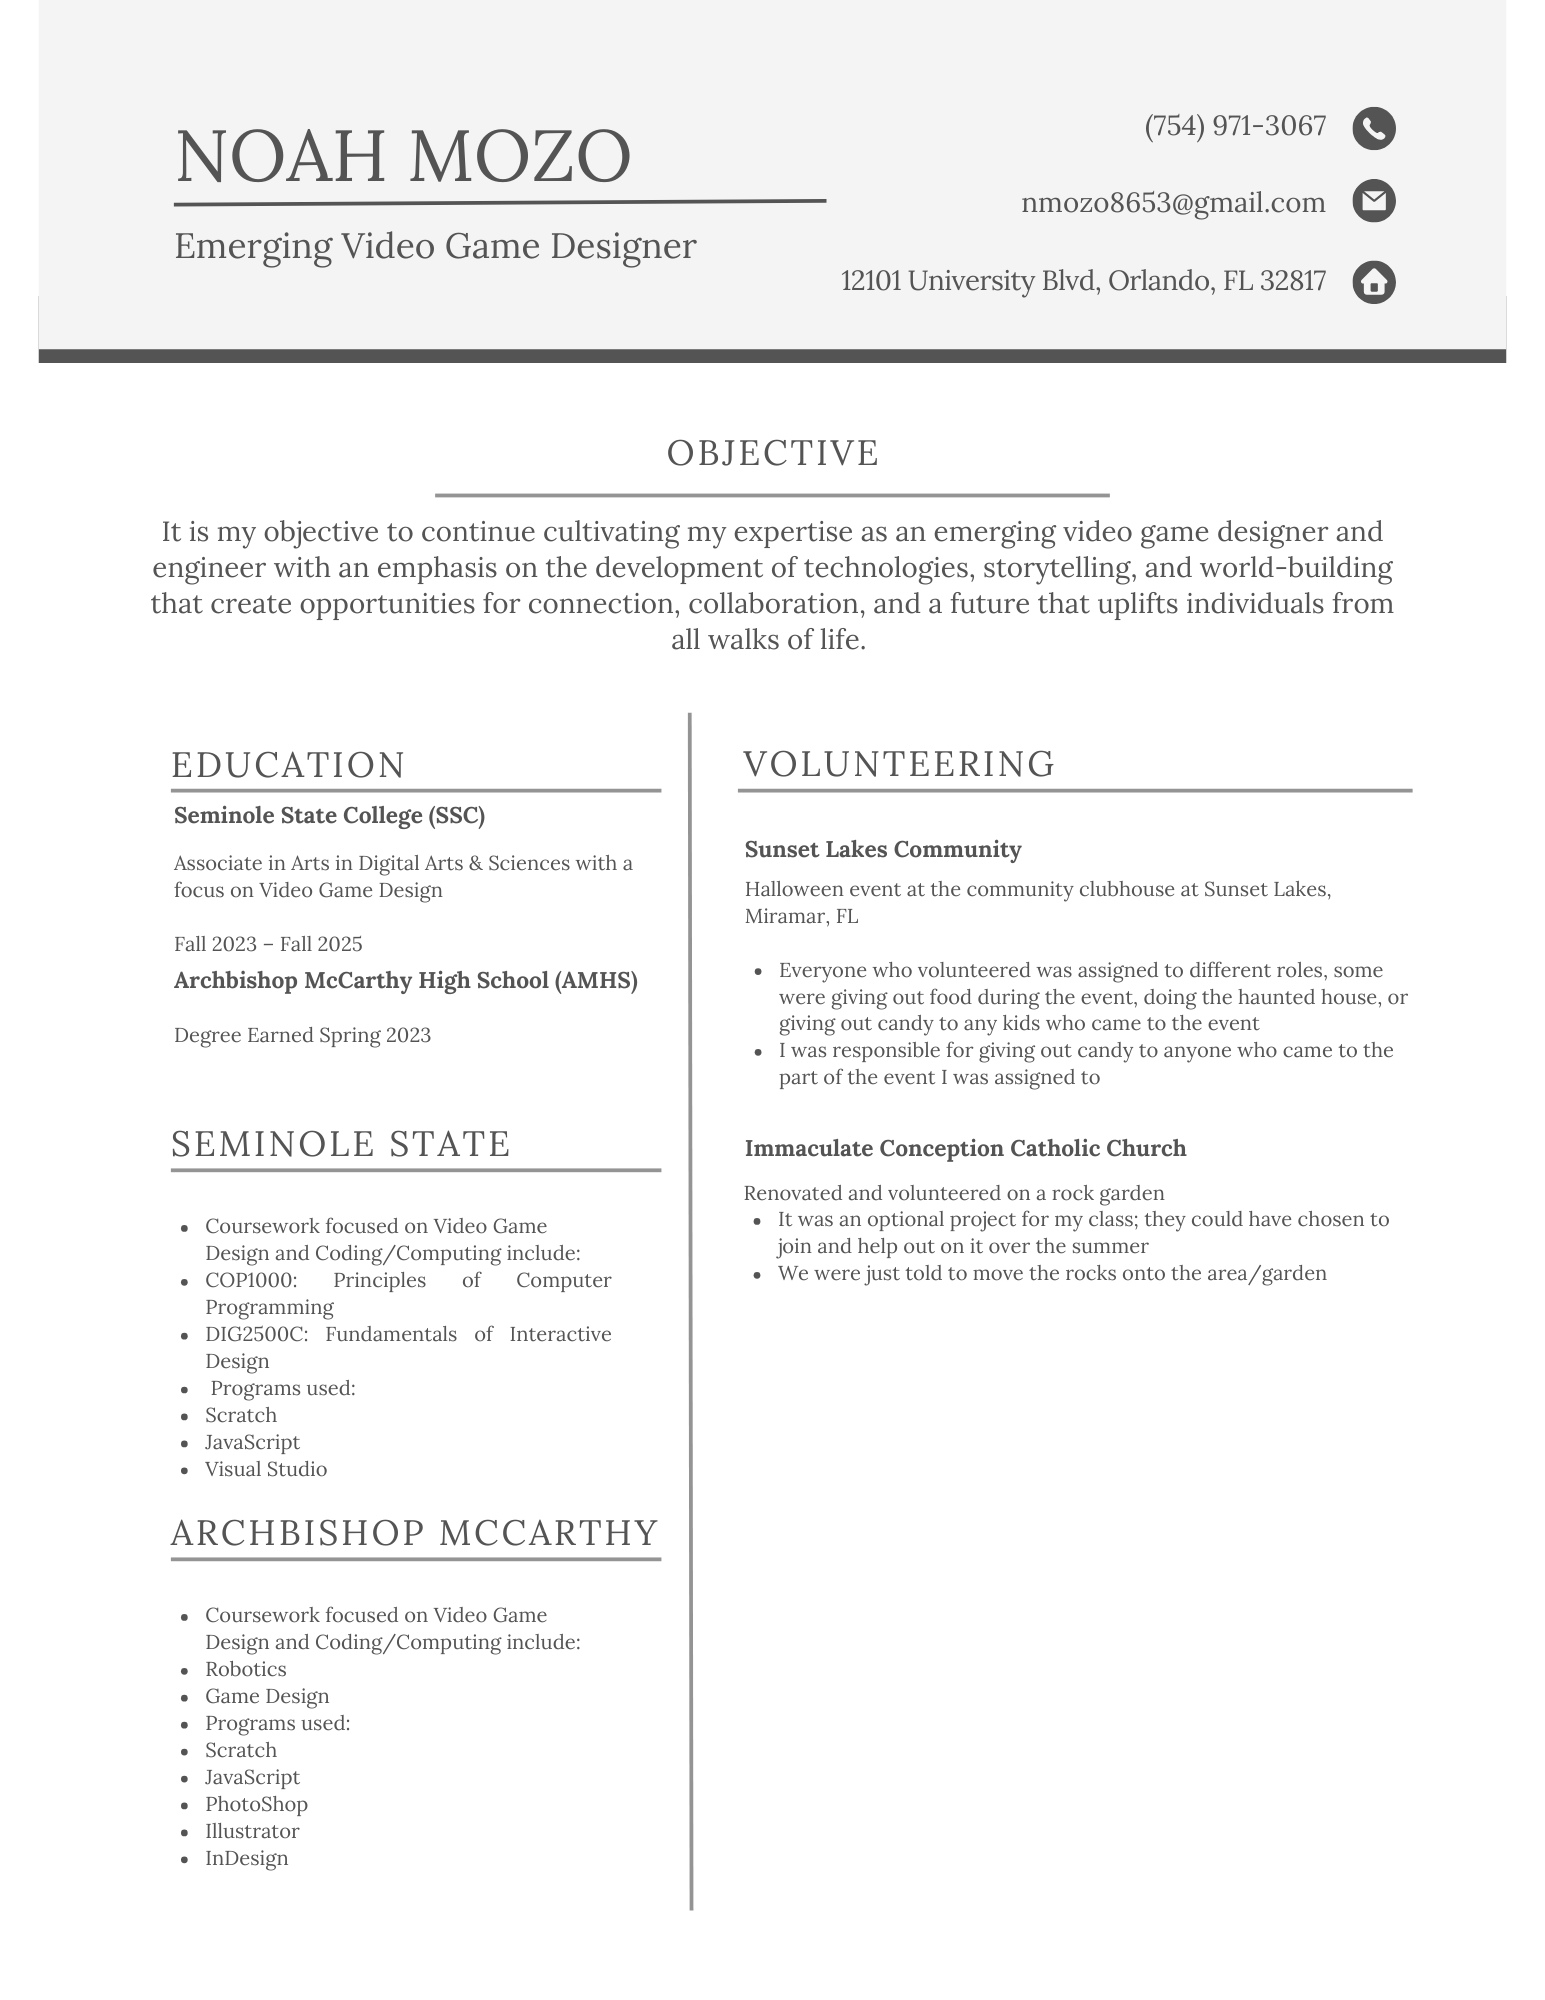 NOAH MOZO
Emerging Video Game Designer
(754) 971-3067
nmozo8653@gmail.com
12101 University Blvd, Orlando, FL 32817
OBJECTIVE
It is my objective to continue cultivating my expertise as an emerging video game designer and
engineer with an emphasis on the development of technologies, storytelling, and world-building
that create opportunities for connection, collaboration, and a future that uplifts individuals from
all walks of life.
EDUCATION
Seminole State College (SSC)
Associate in Arts in Digital Arts & Sciences with a
focus on Video Game Design
Fall 2023 – Fall 2025
Archbishop McCarthy High School (AMHS)
Degree Earned Spring 2023
SEMINOLE STATE
• Coursework focused on Video Game
Design and Coding/Computing include:
• COP1000: Principles of Computer
Programming
• DIG2500C: Fundamentals of Interactive
Design
• Programs used:
• Scratch
• JavaScript
• Visual Studio
ARCHBISHOP MCCARTHY
• Coursework focused on Video Game
Design and Coding/Computing include:
• Robotics
• Game Design
• Programs used:
• Scratch
• JavaScript
• PhotoShop
• Illustrator
• InDesign
VOLUNTEERING
Sunset Lakes Community
Halloween event at the community clubhouse at Sunset Lakes,
Miramar, FL
• Everyone who volunteered was assigned to different roles, some
were giving out food during the event, doing the haunted house, or
giving out candy to any kids who came to the event
• I was responsible for giving out candy to anyone who came to the
part of the event I was assigned to
Immaculate Conception Catholic Church
Renovated and volunteered on a rock garden
• It was an optional project for my class; they could have chosen to
join and help out on it over the summer
• We were just told to move the rocks onto the area/garden